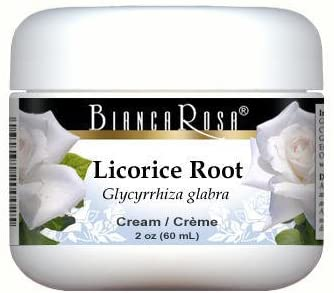 BIANCA ROSA®
Licorice Root
Glycyrrhiza glabra
Cream / Crème
2 oz (60 mL)